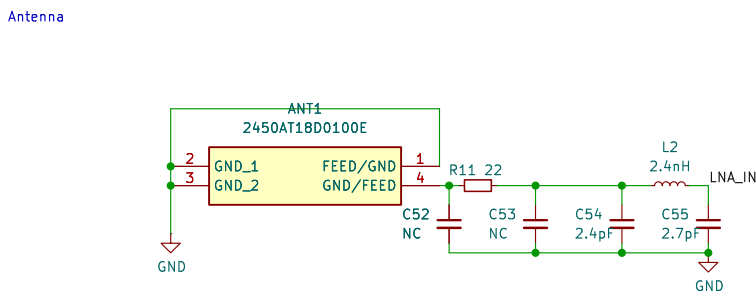 Antenna
ANT1
2450AT18D0100E
2 GND_1 FEED/GND 1
3 GND_2 GND/FEED 4
R11 22
L2
2.4nH
LNA_IN
C52 C53 C54 C55
NC NC 2.4pF 2.7pF
GND
GND